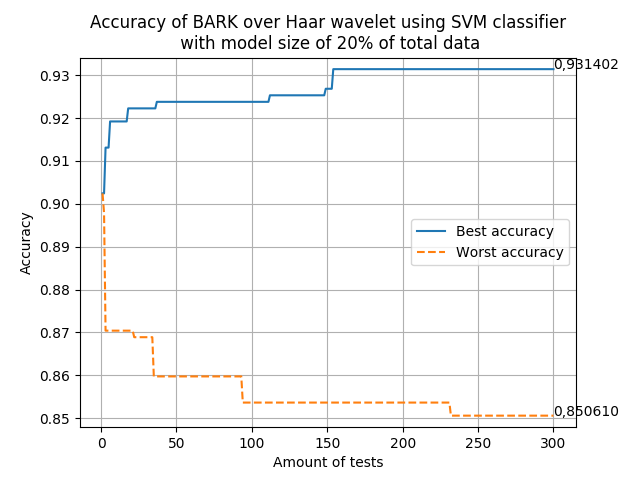 Accuracy of BARK over Haar wavelet using SVM classifier
with model size of 20% of total data
0,931402
0.93
0.92
0.91
0.90
0.89
0.88
0.87
0.86
0.85
Accuracy
Best accuracy
Worst accuracy
0,850610
0 50 100 150 200 250 300
Amount of tests